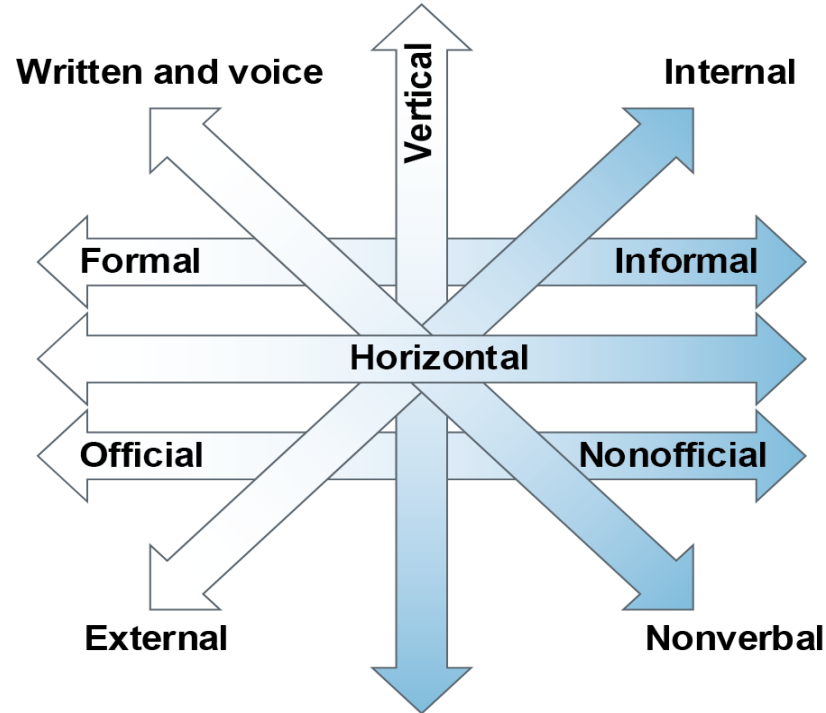 Vertical
Written and voice
Internal
Formal
Informal
Horizontal
Official
Nonofficial
External
Nonverbal